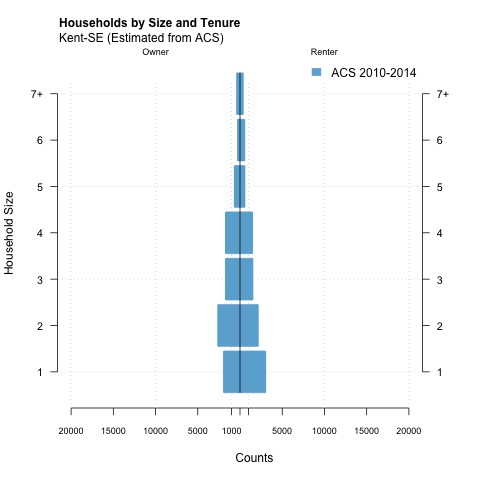 Households by Size and Tenure
Kent-SE (Estimated from ACS)
Owner Renter
ACS 2010-2014
7+ 7+
6 6
5 5
4 4
3 3
2 2
1 1
Household Size
20000 15000 10000 5000 1000 5000 10000 15000 20000
Counts